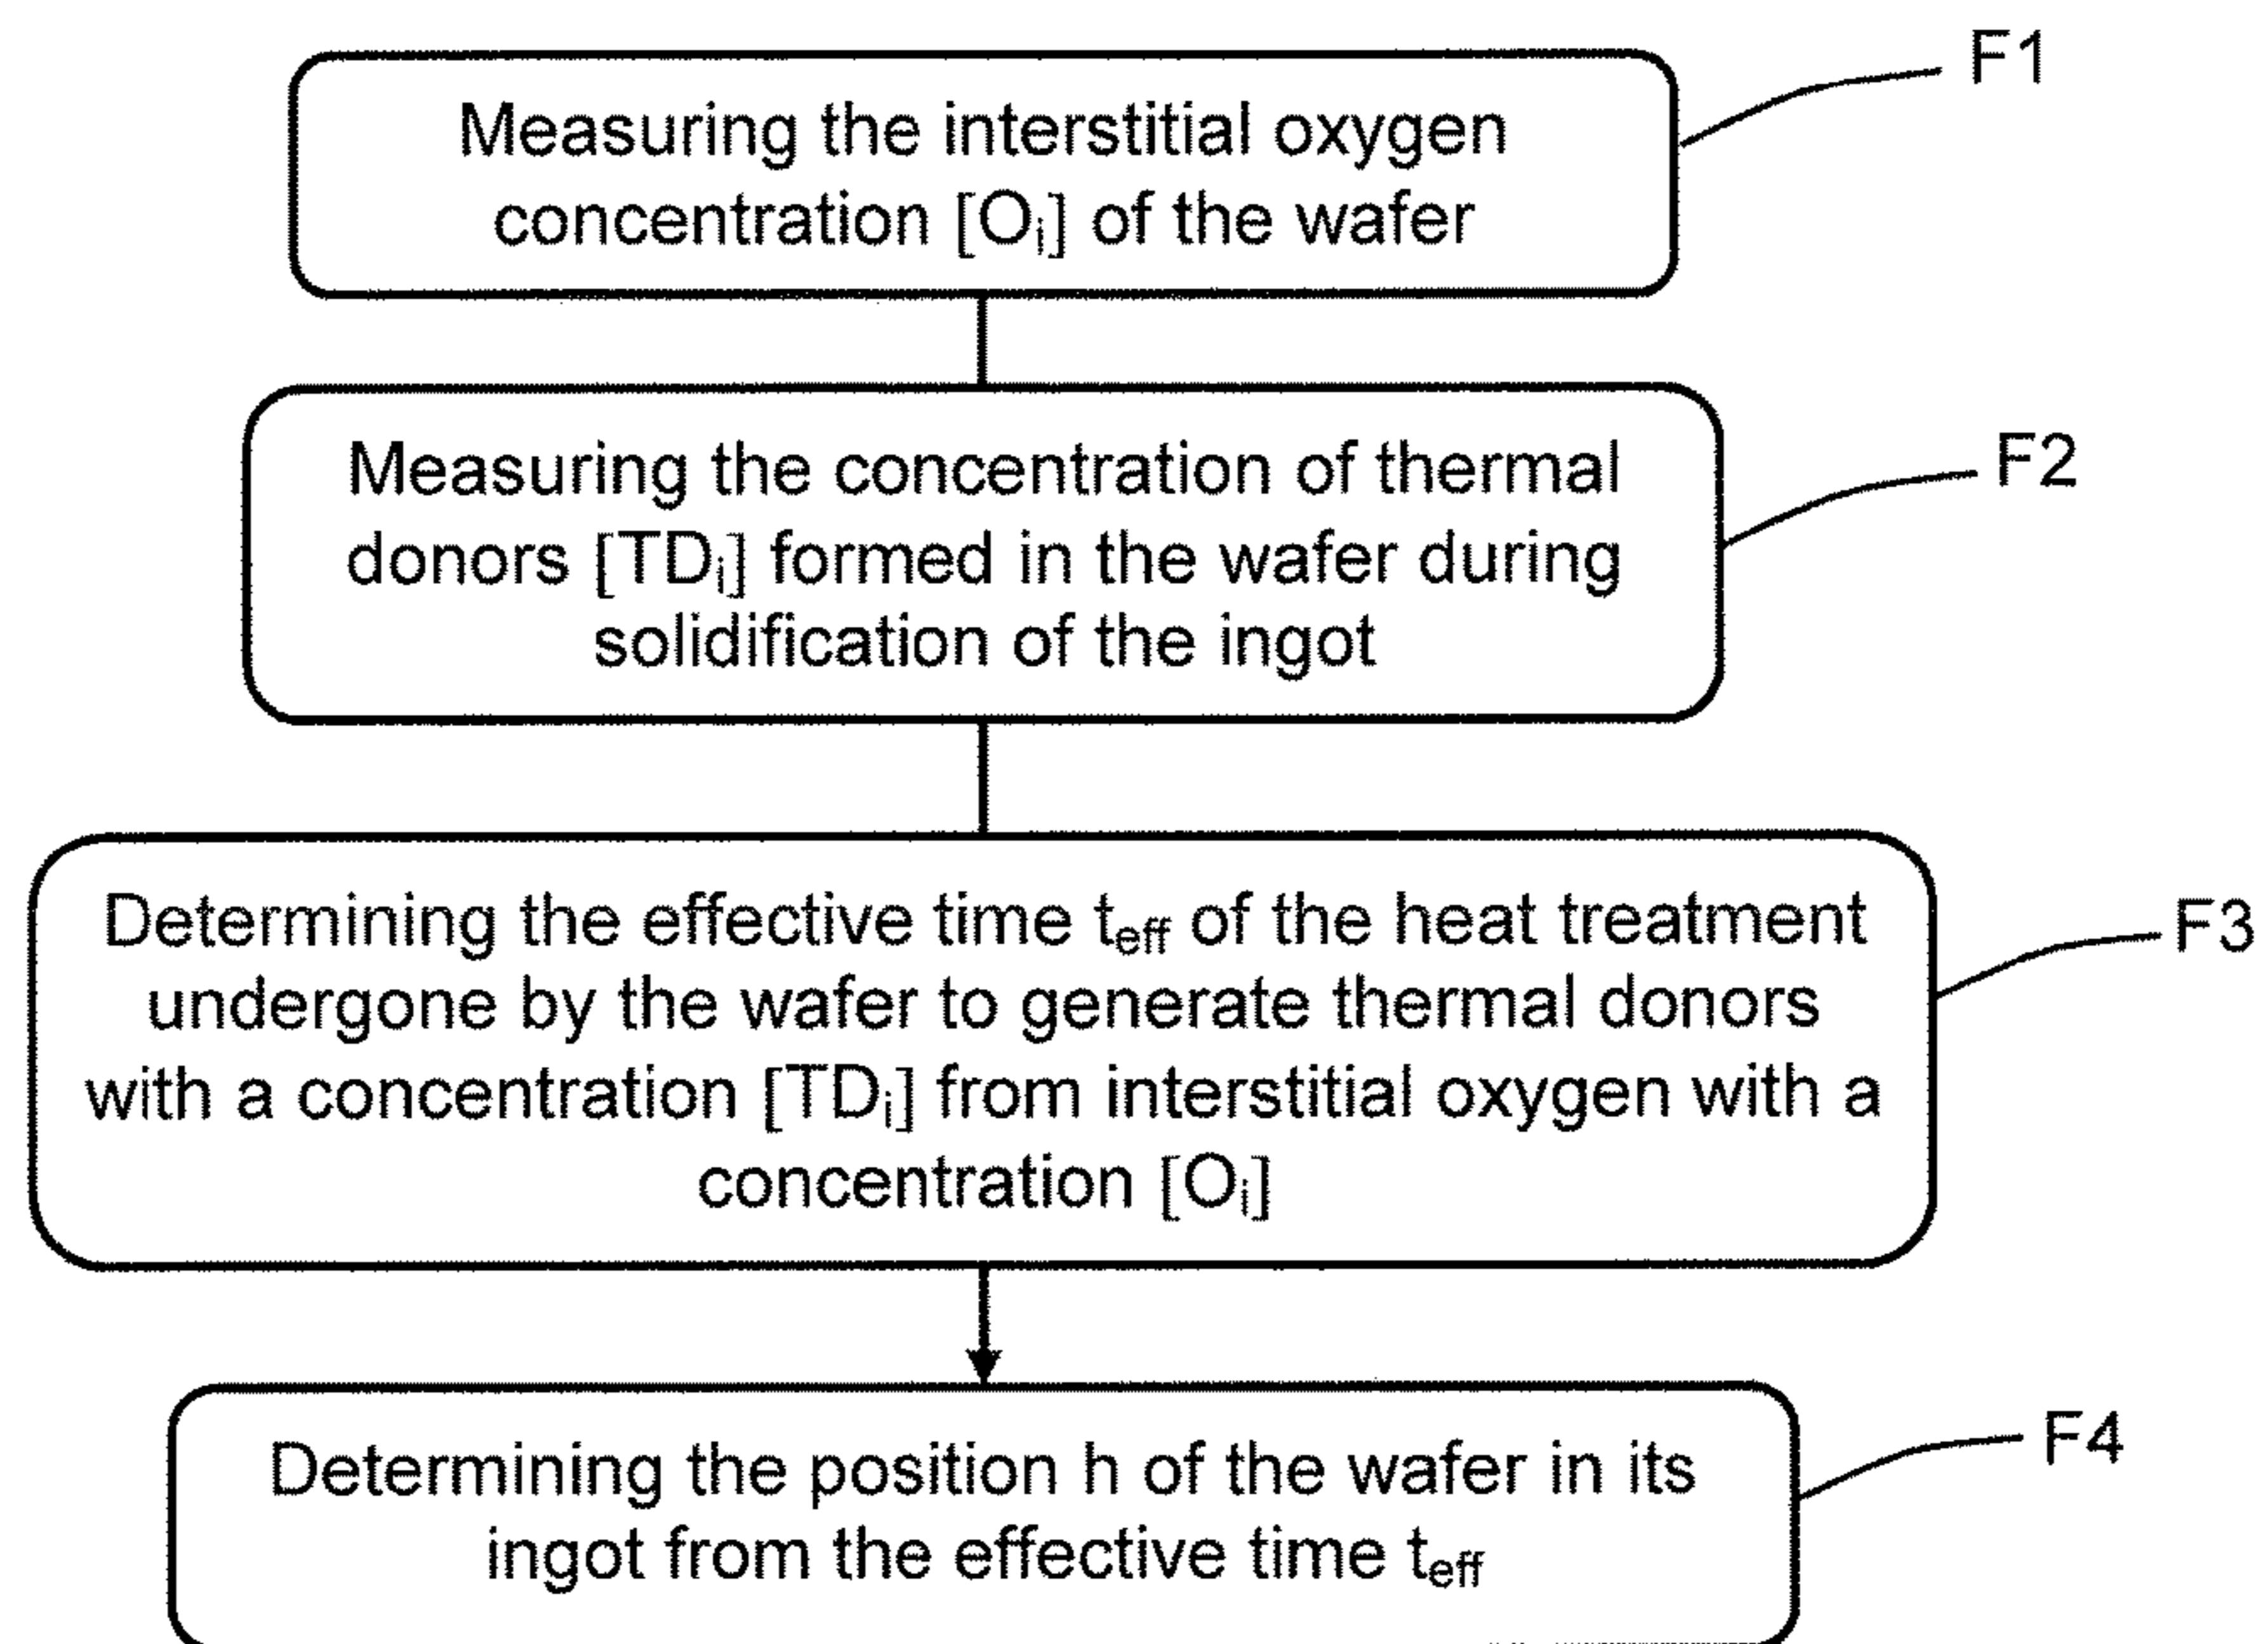 F1
Measuring the interstitial oxygen
concentration [Oᵢ] of the wafer
F2
Measuring the concentration of thermal
donors [TDᵢ] formed in the wafer during
solidification of the ingot
F3
Determining the effective time t_eff of the heat treatment
undergone by the wafer to generate thermal donors
with a concentration [TDᵢ] from interstitial oxygen with a
concentration [Oᵢ]
F4
Determining the position h of the wafer in its
ingot from the effective time t_eff